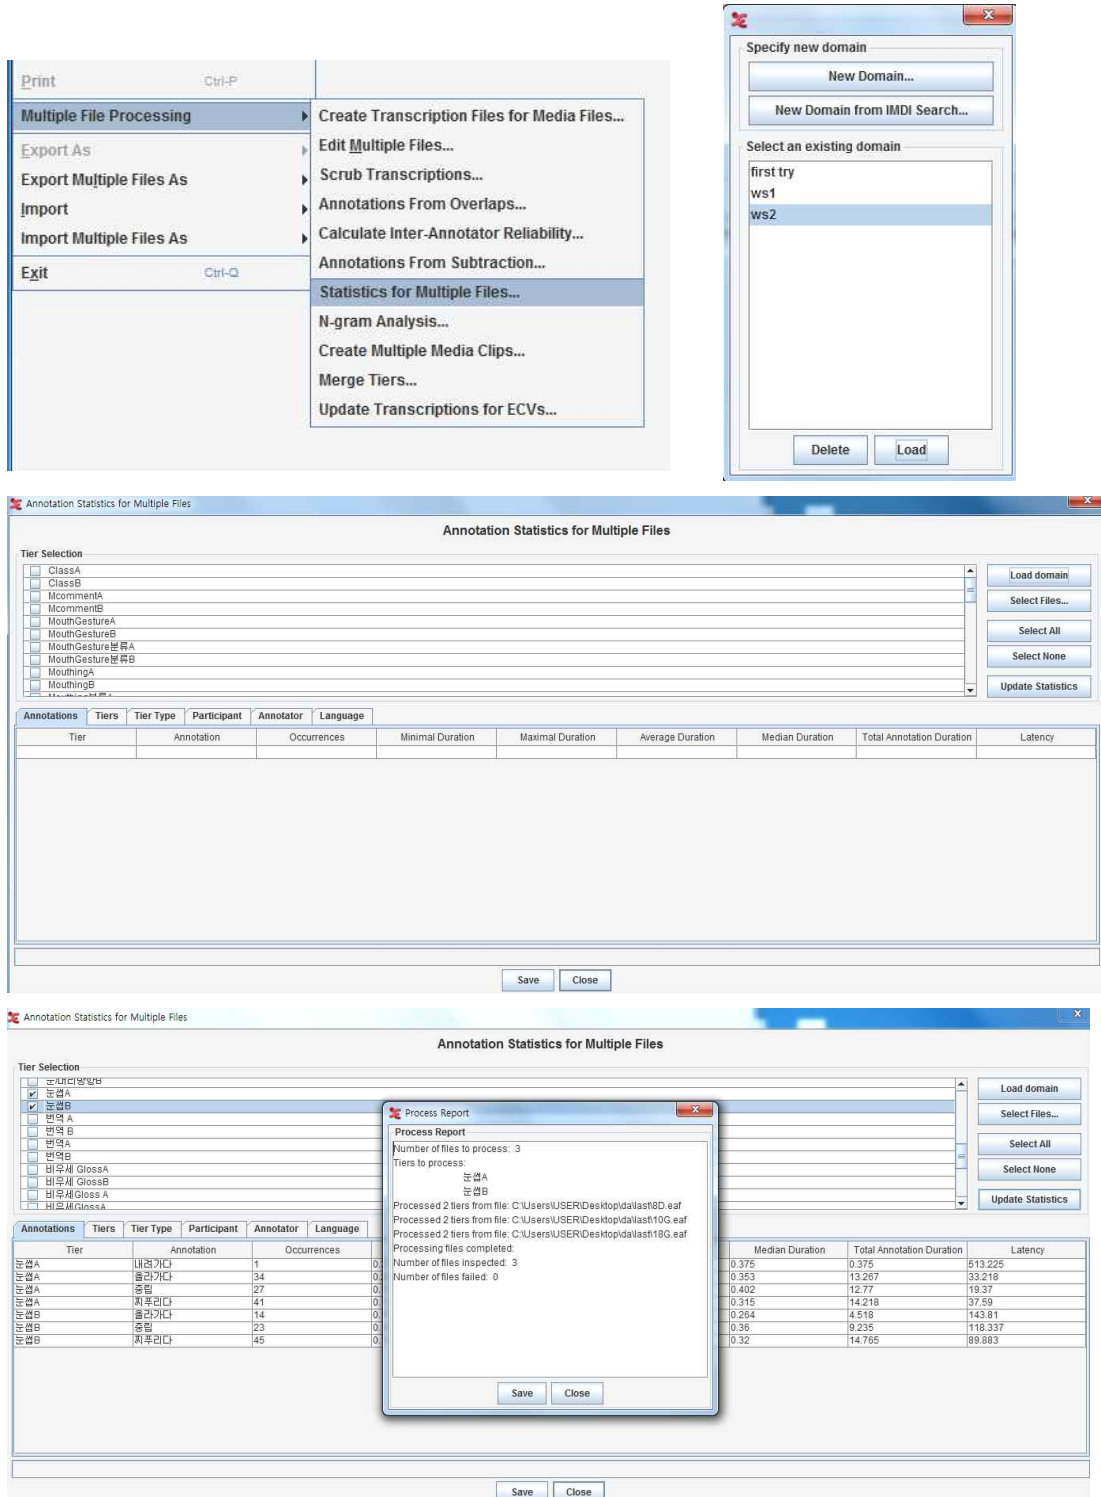 Print Ctrl-P
Multiple File Processing
Export As
Export Multiple Files As
Import
Import Multiple Files As
Exit Ctrl-Q
Create Transcription Files for Media Files...
Edit Multiple Files...
Scrub Transcriptions...
Annotations From Overlaps...
Calculate Inter-Annotator Reliability...
Annotations From Subtraction...
Statistics for Multiple Files...
N-gram Analysis...
Create Multiple Media Clips...
Merge Tiers...
Update Transcriptions for ECVs...
Specify new domain
New Domain...
New Domain from IMDI Search...
Select an existing domain
first try
ws1
ws2
Delete Load
Annotation Statistics for Multiple Files
Annotation Statistics for Multiple Files
Tier Selection
ClassA
ClassB
McommentA
McommentB
MouthGestureA
MouthGestureB
MouthGesture분류A
MouthGesture분류B
MouthingA
MouthingB
Load domain
Select Files...
Select All
Select None
Update Statistics
Annotations Tiers Tier Type Participant Annotator Language
Tier Annotation Occurrences Minimal Duration Maximal Duration Average Duration Median Duration Total Annotation Duration Latency
Save Close
Annotation Statistics for Multiple Files
Annotation Statistics for Multiple Files
Tier Selection
눈썹A
눈썹B
번역 A
번역 B
번역A
번역B
비우세 GlossA
비우세 GlossB
비우세Gloss A
비우세GlossA
Load domain
Select Files...
Select All
Select None
Update Statistics
Process Report
Process Report
Number of files to process: 3
Tiers to process:
눈썹A
눈썹B
Processed 2 tiers from file: C:\Users\USER\Desktop\da\last\8D.eaf
Processed 2 tiers from file: C:\Users\USER\Desktop\da\last\10G.eaf
Processed 2 tiers from file: C:\Users\USER\Desktop\da\last\18G.eaf
Processing files completed:
Number of files inspected: 3
Number of files failed: 0
Save Close
Annotations Tiers Tier Type Participant Annotator Language
Tier Annotation Occurrences Median Duration Total Annotation Duration Latency
눈썹A 내려가다 1 0.375 0.375 513.225
눈썹A 올라가다 34 0.353 13.267 33.218
눈썹A 중립 27 0.402 12.77 19.37
눈썹A 찌푸리다 41 0.315 14.218 37.59
눈썹B 올라가다 14 0.264 4.518 143.81
눈썹B 중립 23 0.36 9.235 118.337
눈썹B 찌푸리다 45 0.32 14.765 89.883
Save Close